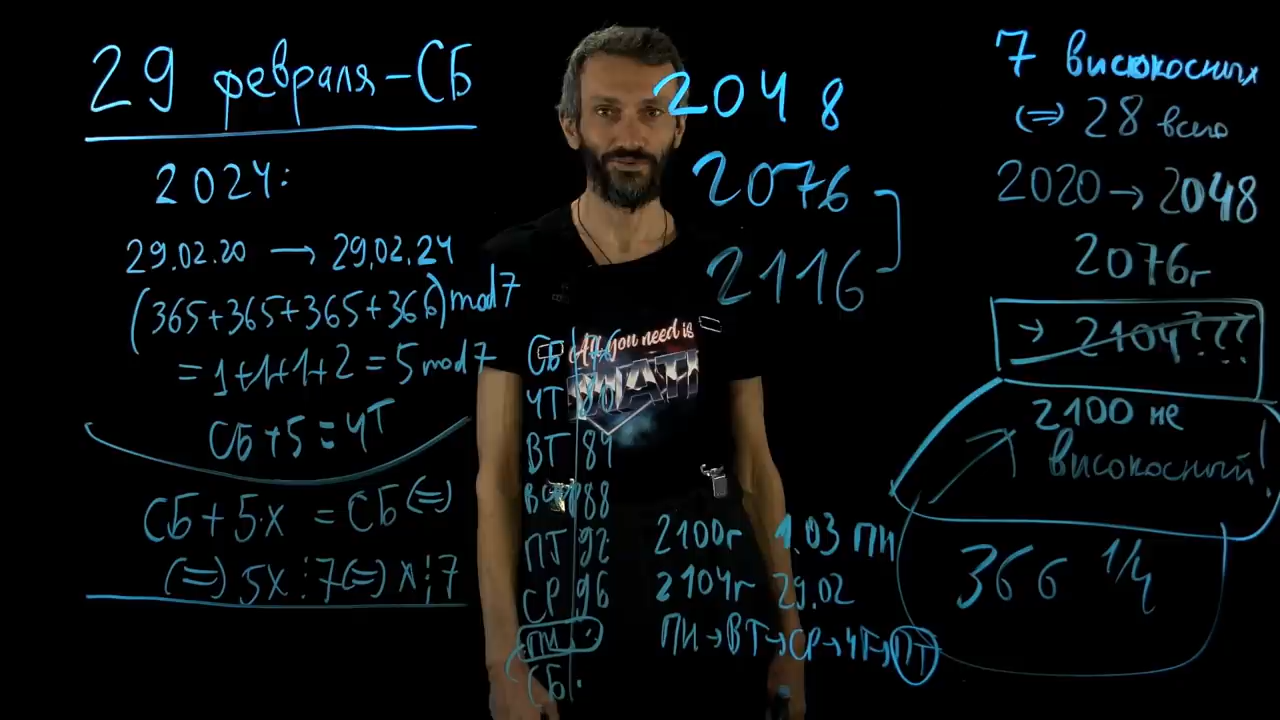 29 февраля – СБ
2024:
29.02.20 → 29.02.24
(365+365+365+366) mod 7
= 1+1+1+2 = 5 mod 7
СБ + 5 = ЧТ
СБ + 5·x = СБ (=)
(=) 5x ⋮ 7 (=) x ⋮ 7
2048
2076
2116
All you need is
MATH
СБ
ЧТ 80
ВТ 84
88
ПТ 92
СР 96
ПН
СБ
2100г 1.03 ПН
2104г 29.02
ПН → ВТ → СР → ЧТ → ПТ
7 високосных
(=) 28 всего
2020 → 2048
2076г
→ 2104???
2100 не
високосный!
366 1/4